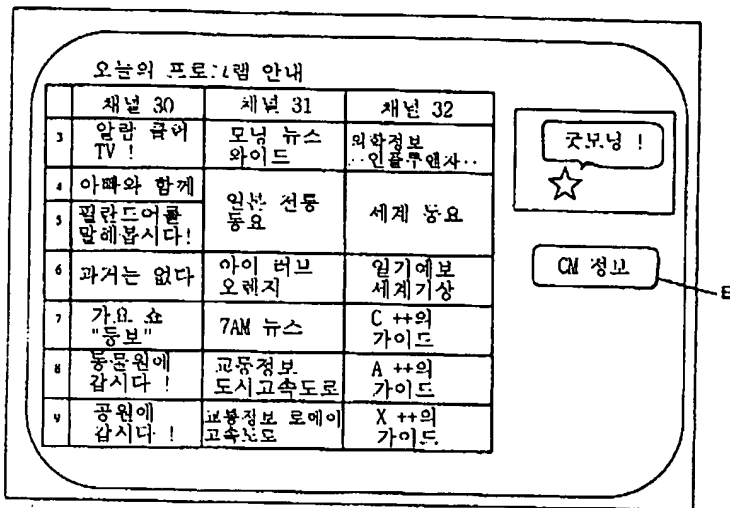 오늘의 프로그램 안내
채널 30 채널 31 채널 32
3 알람
TV !
모닝 뉴스
와이드
의학정보
··인플루엔자··
4 아빠와 함께
일본 전통
동요
세계 동요
5 핀란드어를
말해봅시다!
6 과거는 없다
아이 러브
오렌지
일기예보
세계기상
7 가요 쇼
"등보"
7AM 뉴스
C ++의
가이드
8 동물원에
갑시다 !
교통정보
도시고속도로
A ++의
가이드
9 공원에
갑시다 !
교통정보
고속도로
X ++의
가이드
굿모닝 !
CM 정보